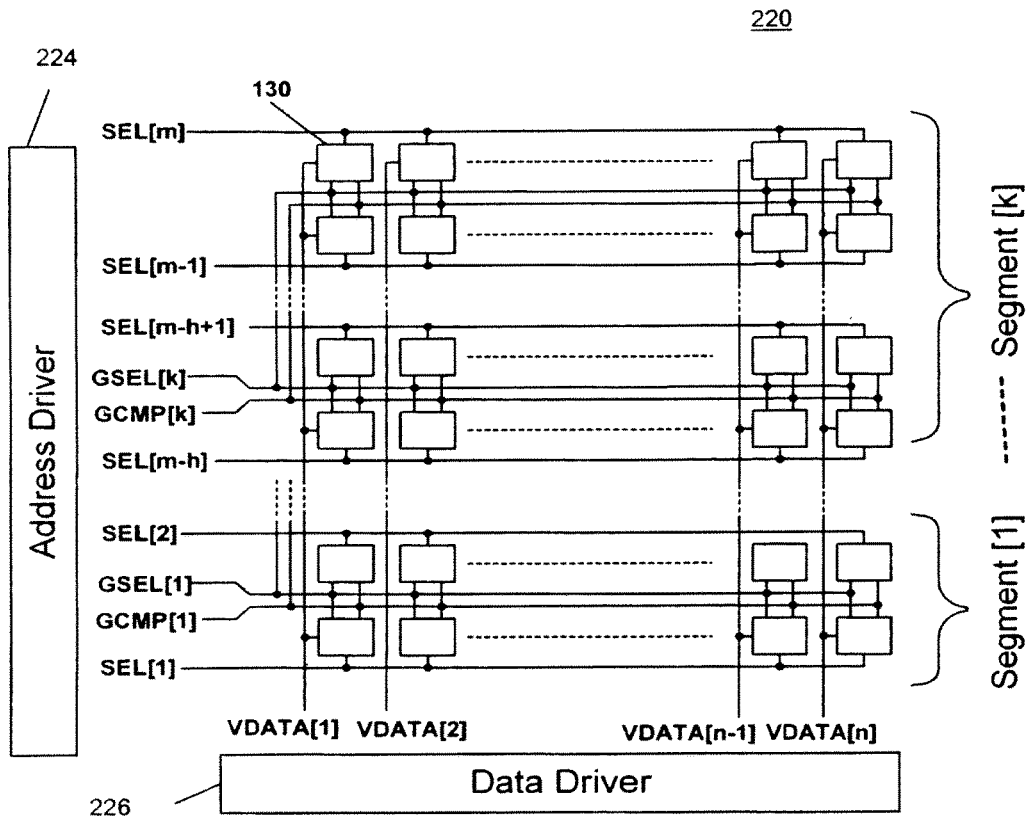 220
224
130
SEL[m]
SEL[m-1]
SEL[m-h+1]
GSEL[k]
GCMP[k]
SEL[m-h]
SEL[2]
GSEL[1]
GCMP[1]
SEL[1]
Address Driver
Segment [k]
Segment [1]
VDATA[1] VDATA[2] VDATA[n-1] VDATA[n]
Data Driver
226